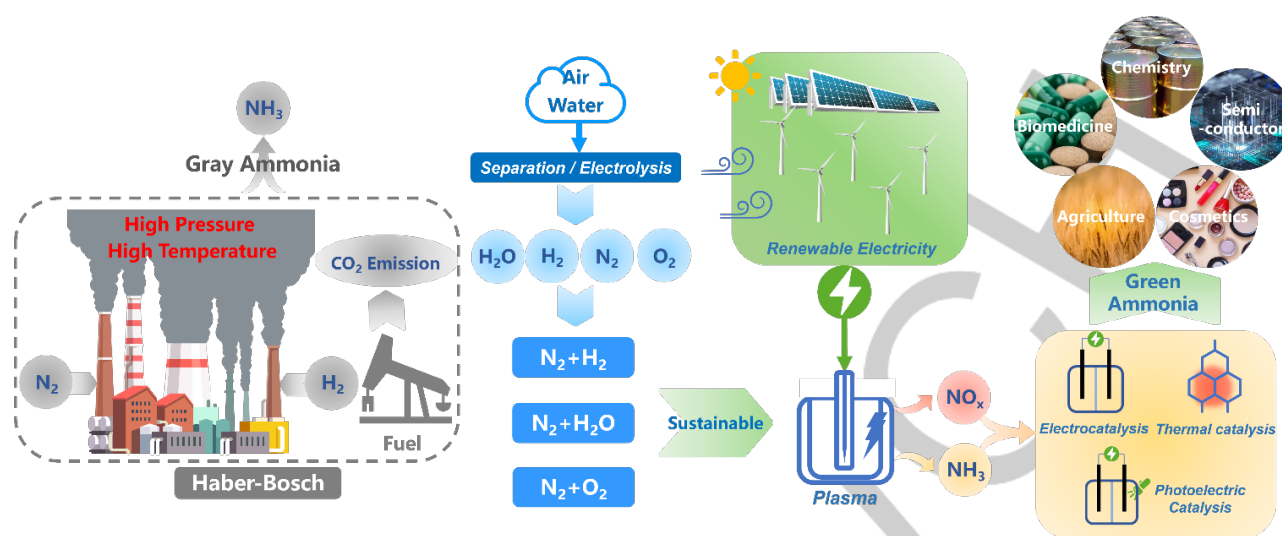 NH₃
Gray Ammonia
High Pressure
High Temperature
CO₂ Emission
N₂
H₂
Fuel
Haber-Bosch
Air
Water
Separation / Electrolysis
H₂O
H₂
N₂
O₂
N₂+H₂
N₂+H₂O
N₂+O₂
Sustainable
Renewable Electricity
Plasma
NOₓ
NH₃
Chemistry
Biomedicine
Semi
-conductor
Agriculture
Cosmetics
Green
Ammonia
Electrocatalysis
Thermal catalysis
Photoelectric
Catalysis